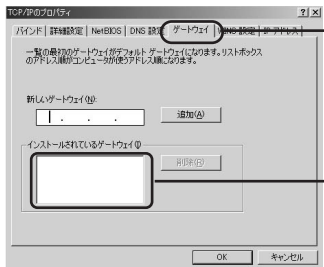 TCP/IPのプロパティ
バインド 詳細設定 NetBIOS DNS 設定 ゲートウェイ WINS 設定 IP アドレス
一覧の最初のゲートウェイがデフォルト ゲートウェイになります。リストボックス
のアドレス順がコンピュータが使うアドレス順になります。
新しいゲートウェイ(N):
. . .
追加(A)
インストールされているゲートウェイ(I)
削除(R)
OK キャンセル